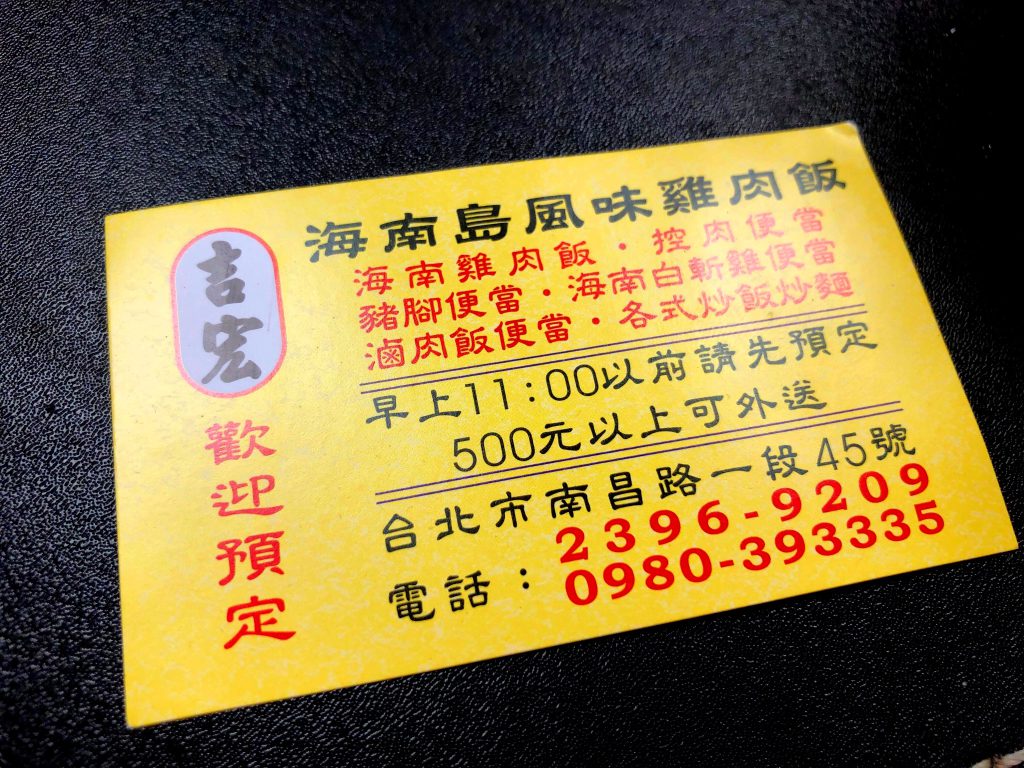 吉宏
歡迎預定
海南島風味雞肉飯
海南雞肉飯・控肉便當
豬腳便當・海南白斬雞便當
滷肉飯便當・各式炒飯炒麵
早上11:00以前請先預定
500元以上可外送
台北市南昌路一段45號
電話：2396-9209
0980-393335